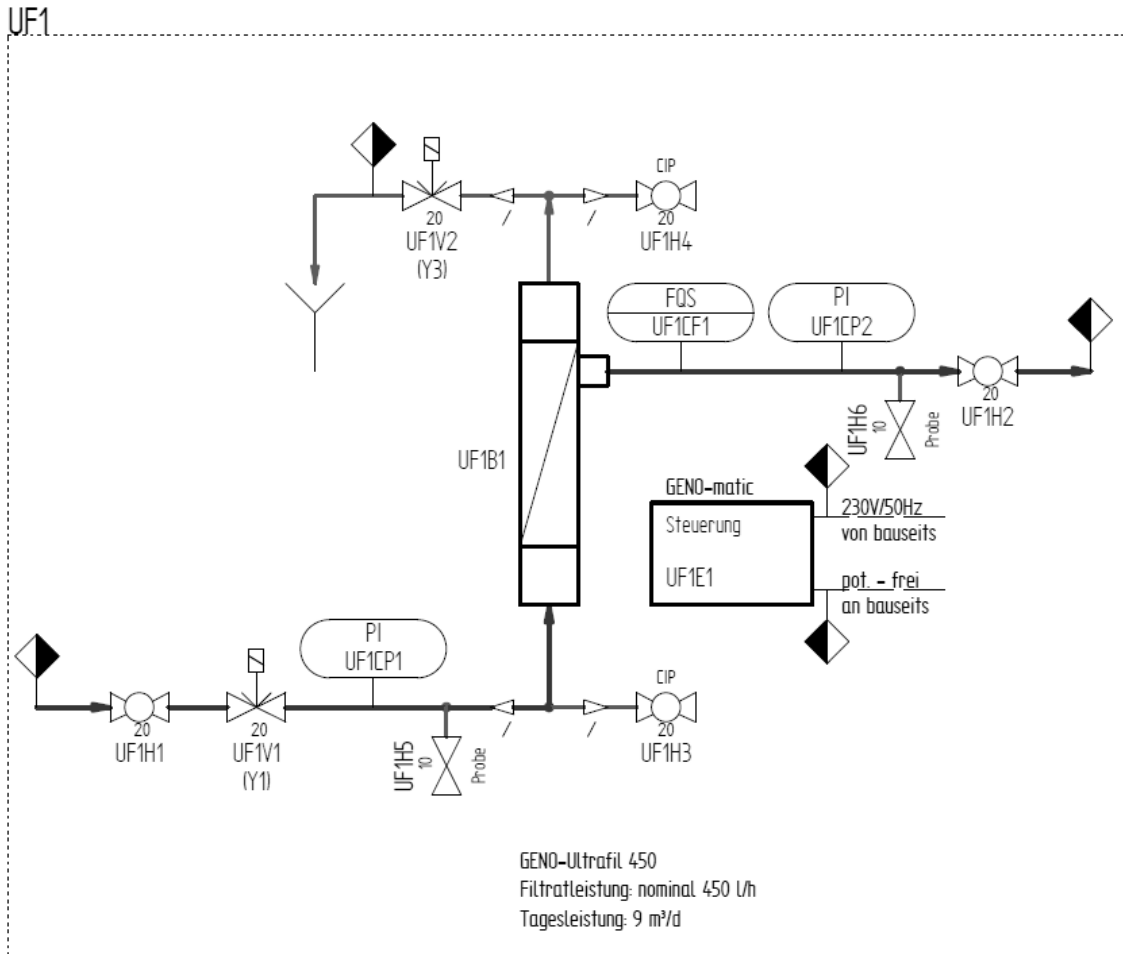 UF1
CIP
20
UF1V2
(Y3)
20
UF1H4
FQS
UF1CF1
PI
UF1CP2
20
UF1H2
UF1H6
10
Probe
UF1B1
GENO-matic
Steuerung
UF1E1
230V/50Hz
von bauseits
pot. - frei
an bauseits
PI
UF1CP1
CIP
20
UF1H1
20
UF1V1
(Y1)
UF1H5
10
Probe
20
UF1H3
GENO-Ultrafil 450
Filtratleistung: nominal 450 l/h
Tagesleistung: 9 m³/d